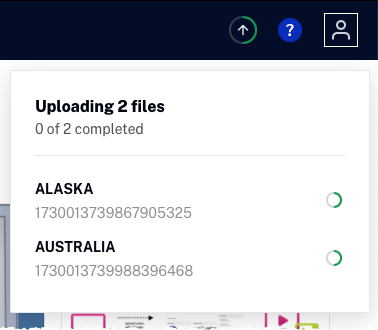 ?
Uploading 2 files
0 of 2 completed
ALASKA
1730013739867905325
AUSTRALIA
1730013739988396468